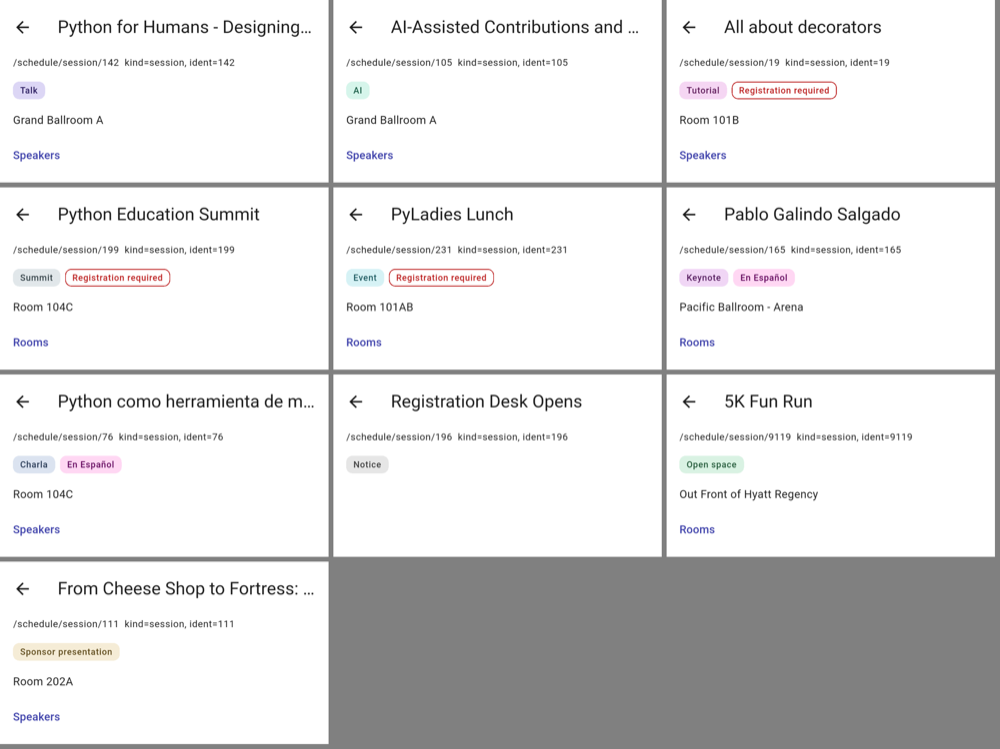 ← Python for Humans - Designing...
/schedule/session/142 kind=session, ident=142
Talk
Grand Ballroom A
Speakers
← AI-Assisted Contributions and ...
/schedule/session/105 kind=session, ident=105
AI
Grand Ballroom A
Speakers
← All about decorators
/schedule/session/19 kind=session, ident=19
Tutorial Registration required
Room 101B
Speakers
← Python Education Summit
/schedule/session/199 kind=session, ident=199
Summit Registration required
Room 104C
Rooms
← PyLadies Lunch
/schedule/session/231 kind=session, ident=231
Event Registration required
Room 101AB
Rooms
← Pablo Galindo Salgado
/schedule/session/165 kind=session, ident=165
Keynote En Español
Pacific Ballroom - Arena
Rooms
← Python como herramienta de m...
/schedule/session/76 kind=session, ident=76
Charla En Español
Room 104C
Speakers
← Registration Desk Opens
/schedule/session/196 kind=session, ident=196
Notice
← 5K Fun Run
/schedule/session/9119 kind=session, ident=9119
Open space
Out Front of Hyatt Regency
Rooms
← From Cheese Shop to Fortress: ...
/schedule/session/111 kind=session, ident=111
Sponsor presentation
Room 202A
Speakers